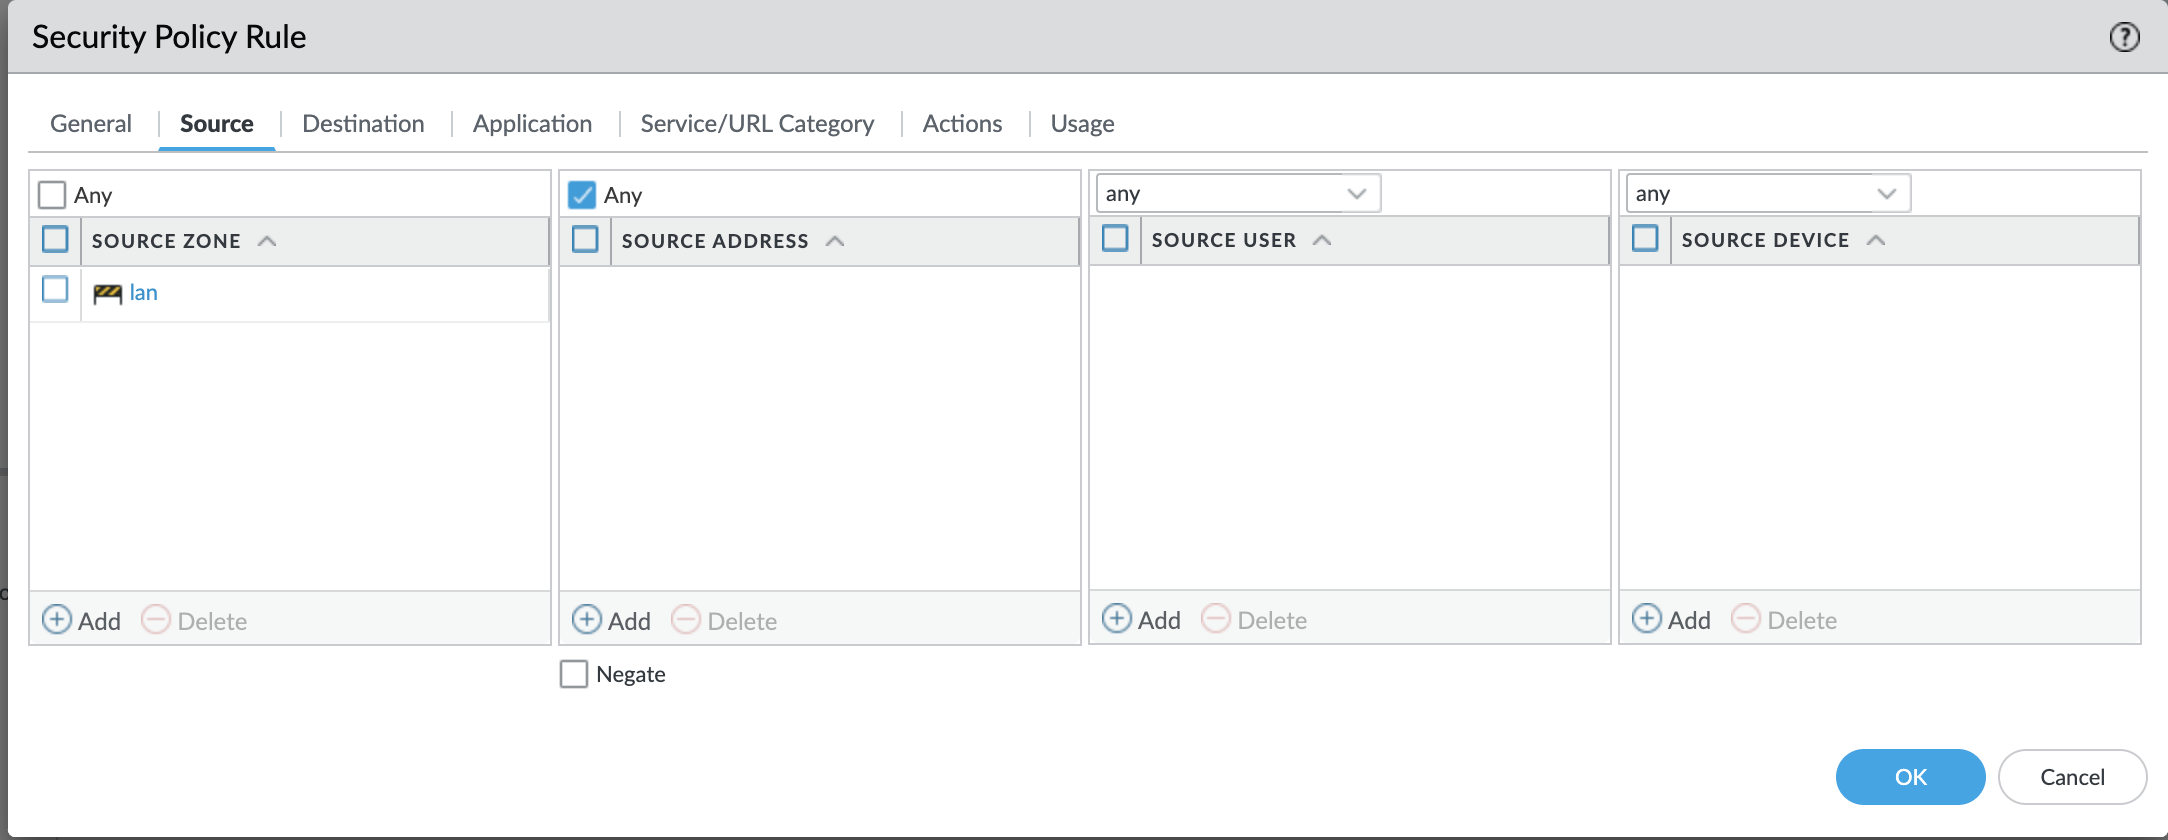 Security Policy Rule
General
Source
Destination
Application
Service/URL Category
Actions
Usage
Any
SOURCE ZONE
lan
Add
Delete
Any
SOURCE ADDRESS
Add
Delete
Negate
any
SOURCE USER
Add
Delete
any
SOURCE DEVICE
Add
Delete
OK
Cancel